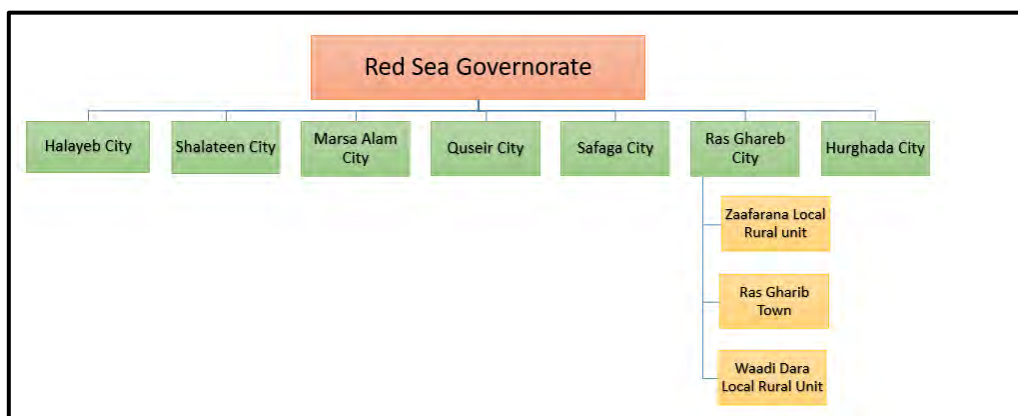 Red Sea Governorate
Halayeb City
Shalateen City
Marsa Alam
City
Quseir City
Safaga City
Ras Ghareb
City
Hurghada City
Zaafarana Local
Rural unit
Ras Gharib
Town
Waadi Dara
Local Rural Unit